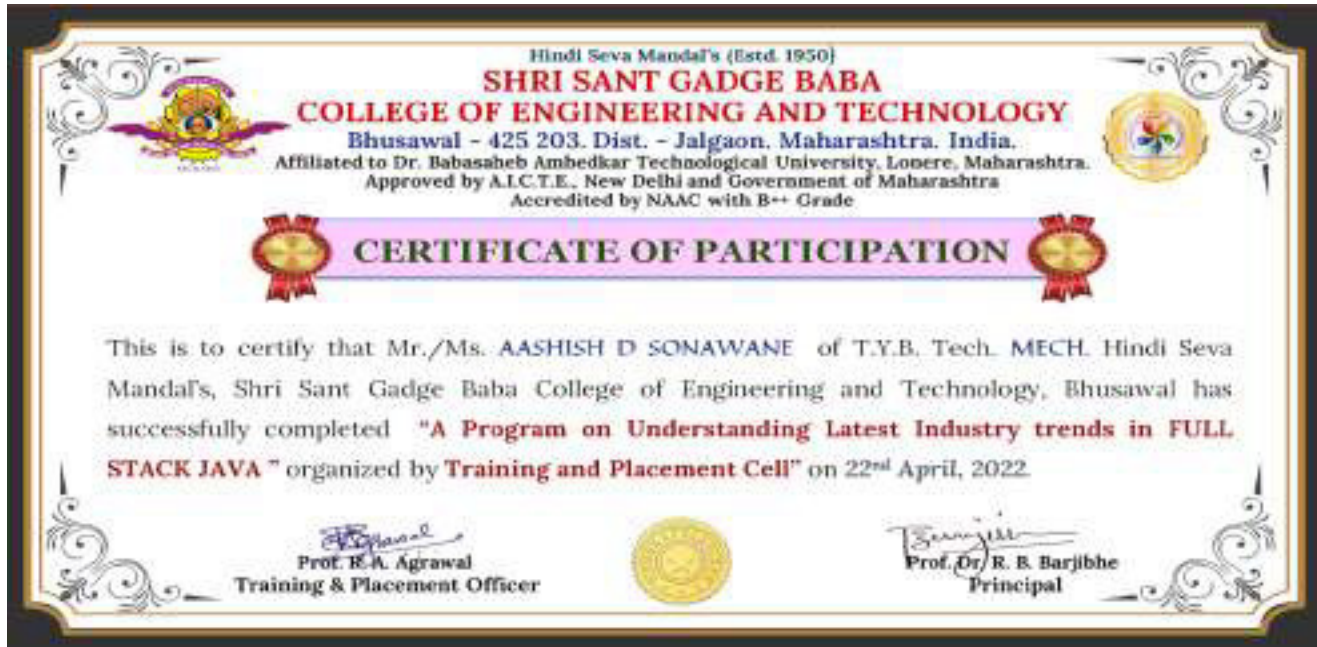 Hindi Seva Mandal's (Estd. 1950)
SHRI SANT GADGE BABA
COLLEGE OF ENGINEERING AND TECHNOLOGY
Bhusawal - 425 203. Dist. - Jalgaon. Maharashtra. India.
Affiliated to Dr. Babasaheb Ambedkar Technological University, Lonere, Maharashtra.
Approved by A.I.C.T.E., New Delhi and Government of Maharashtra
Accredited by NAAC with B++ Grade
CERTIFICATE OF PARTICIPATION
This is to certify that Mr./Ms. AASHISH D SONAWANE of T.Y.B. Tech. MECH. Hindi Seva
Mandal's, Shri Sant Gadge Baba College of Engineering and Technology, Bhusawal has
successfully completed "A Program on Understanding Latest Industry trends in FULL
STACK JAVA " organized by Training and Placement Cell" on 22nd April, 2022.
Prof. R. A. Agrawal
Training & Placement Officer
Prof. Dr. R. B. Barjibhe
Principal